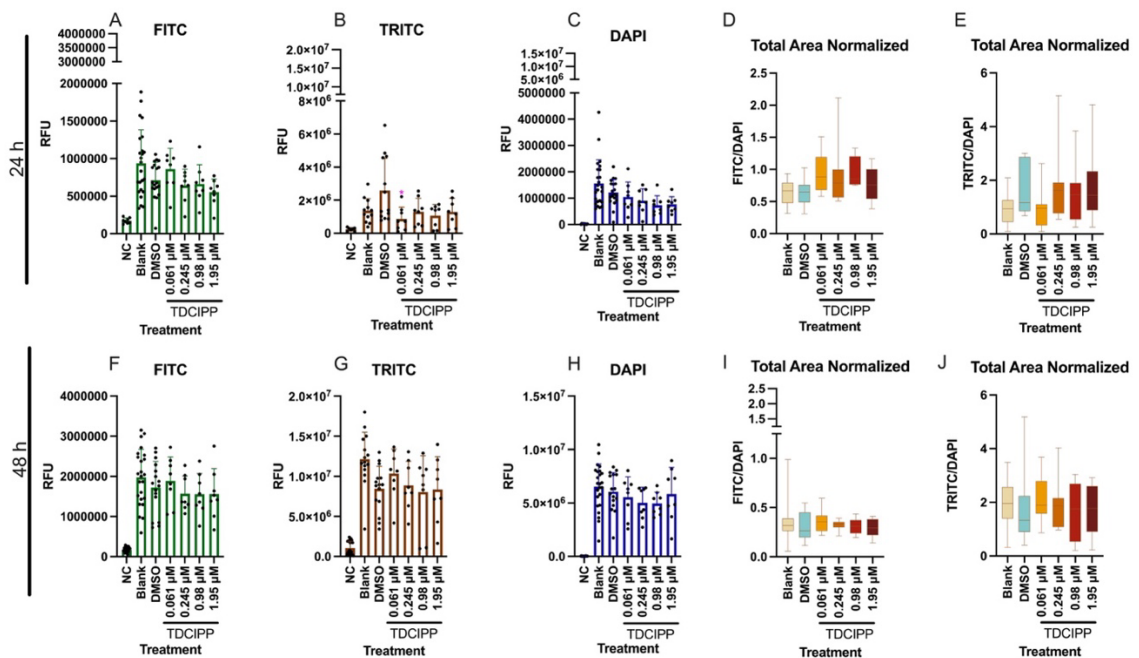 24 h
A
FITC
RFU
4000000
3500000
3000000
2000000
1500000
1000000
500000
0
NC
Blank
DMSO
0.061 µM
0.245 µM
0.98 µM
1.95 µM
TDCIPP
Treatment
B
TRITC
RFU
2.0×10⁷
1.5×10⁷
1.0×10⁷
8×10⁶
6×10⁶
4×10⁶
2×10⁶
0
NC
Blank
DMSO
0.061 µM
0.245 µM
0.98 µM
1.95 µM
TDCIPP
Treatment
C
DAPI
RFU
1.5×10⁷
1.0×10⁷
5.0×10⁶
5000000
4000000
3000000
2000000
1000000
0
NC
Blank
DMSO
0.061 µM
0.245 µM
0.98 µM
1.95 µM
TDCIPP
Treatment
D
Total Area Normalized
FITC/DAPI
2.5
2.0
1.5
1.0
0.5
0.0
Blank
DMSO
0.061 µM
0.245 µM
0.98 µM
1.95 µM
TDCIPP
Treatment
E
Total Area Normalized
TRITC/DAPI
6
4
2
0
Blank
DMSO
0.061 µM
0.245 µM
0.98 µM
1.95 µM
TDCIPP
Treatment
48 h
F
FITC
RFU
4000000
3000000
2000000
1000000
0
NC
Blank
DMSO
0.061 µM
0.245 µM
0.98 µM
1.95 µM
TDCIPP
Treatment
G
TRITC
RFU
2.0×10⁷
1.5×10⁷
1.0×10⁷
5.0×10⁶
0.0
NC
Blank
DMSO
0.061 µM
0.245 µM
0.98 µM
1.95 µM
TDCIPP
Treatment
H
DAPI
RFU
1.5×10⁷
1.0×10⁷
5.0×10⁶
0.0
NC
Blank
DMSO
0.061 µM
0.245 µM
0.98 µM
1.95 µM
TDCIPP
Treatment
I
Total Area Normalized
FITC/DAPI
2.5
2.0
1.5
1.0
0.5
0.0
Blank
DMSO
0.061 µM
0.245 µM
0.98 µM
1.95 µM
TDCIPP
Treatment
J
Total Area Normalized
TRITC/DAPI
6
4
2
0
Blank
DMSO
0.061 µM
0.245 µM
0.98 µM
1.95 µM
TDCIPP
Treatment